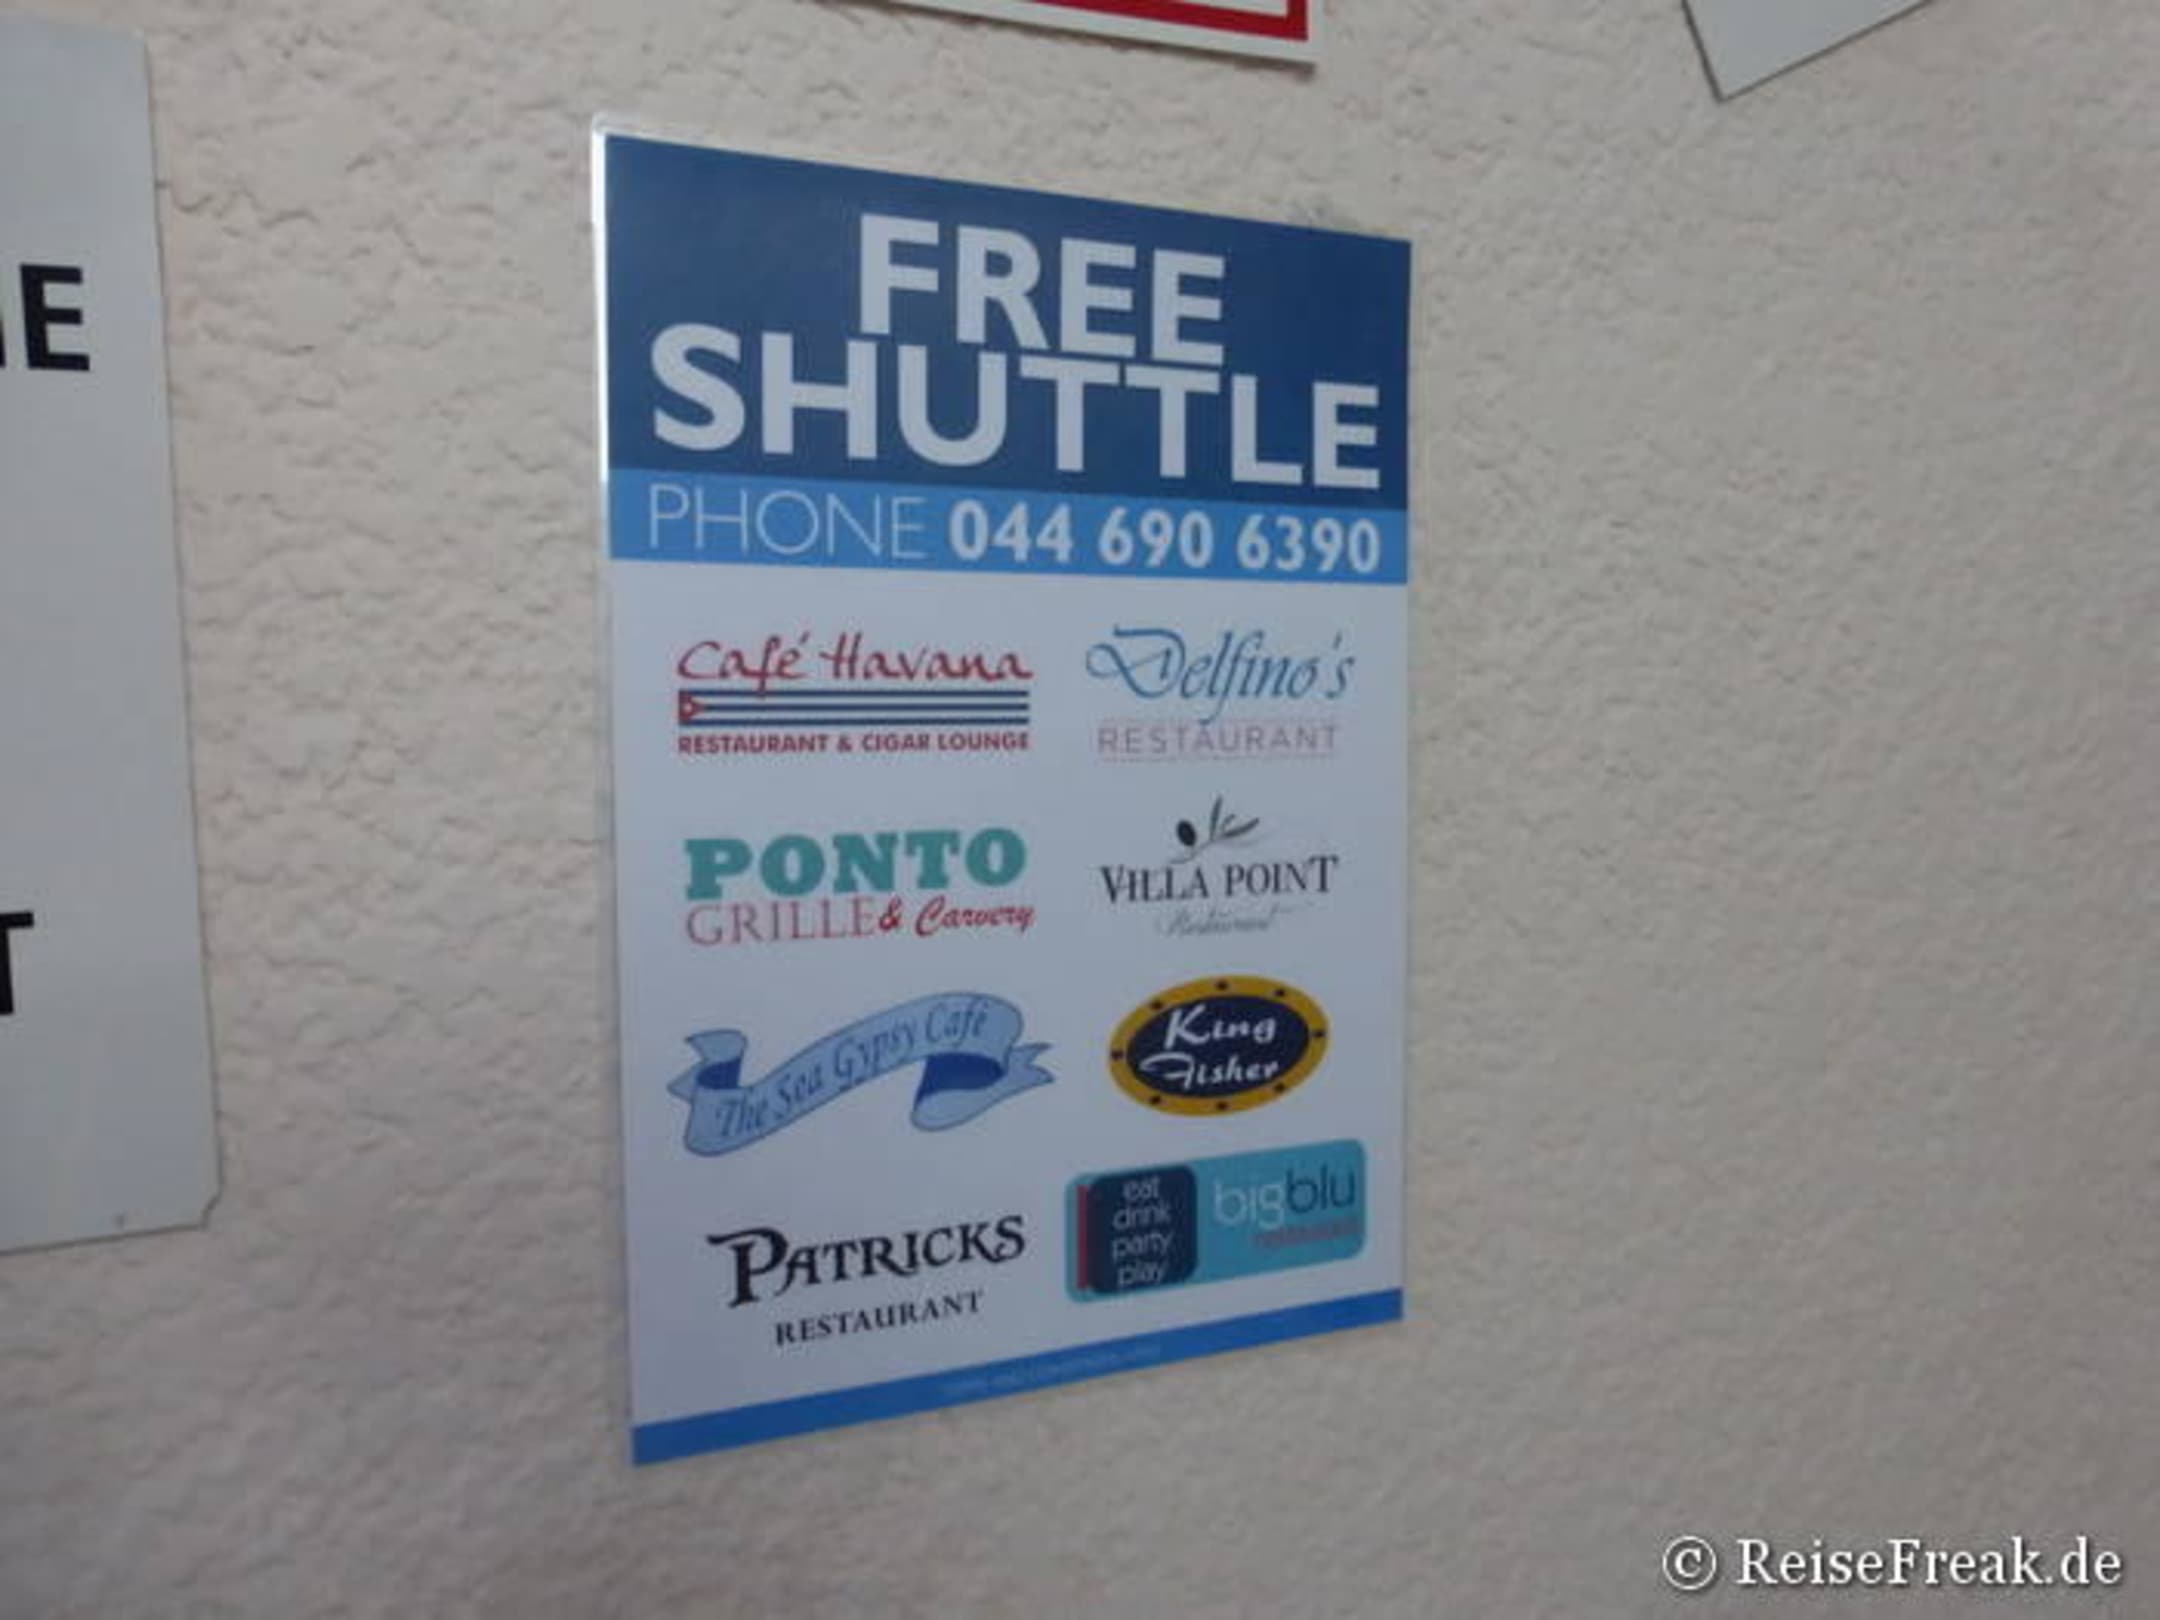 FREE
SHUTTLE
PHONE 044 690 6390
Café Havana
RESTAURANT & CIGAR LOUNGE
Delfino's
RESTAURANT
PONTO
GRILLE & Carvery
VILLA POINT
Restaurant
The Sea Gypsy Café
King
Fisher
PATRICKS
RESTAURANT
eat
drink
party
play
bigblu
E
T
© ReiseFreak.de